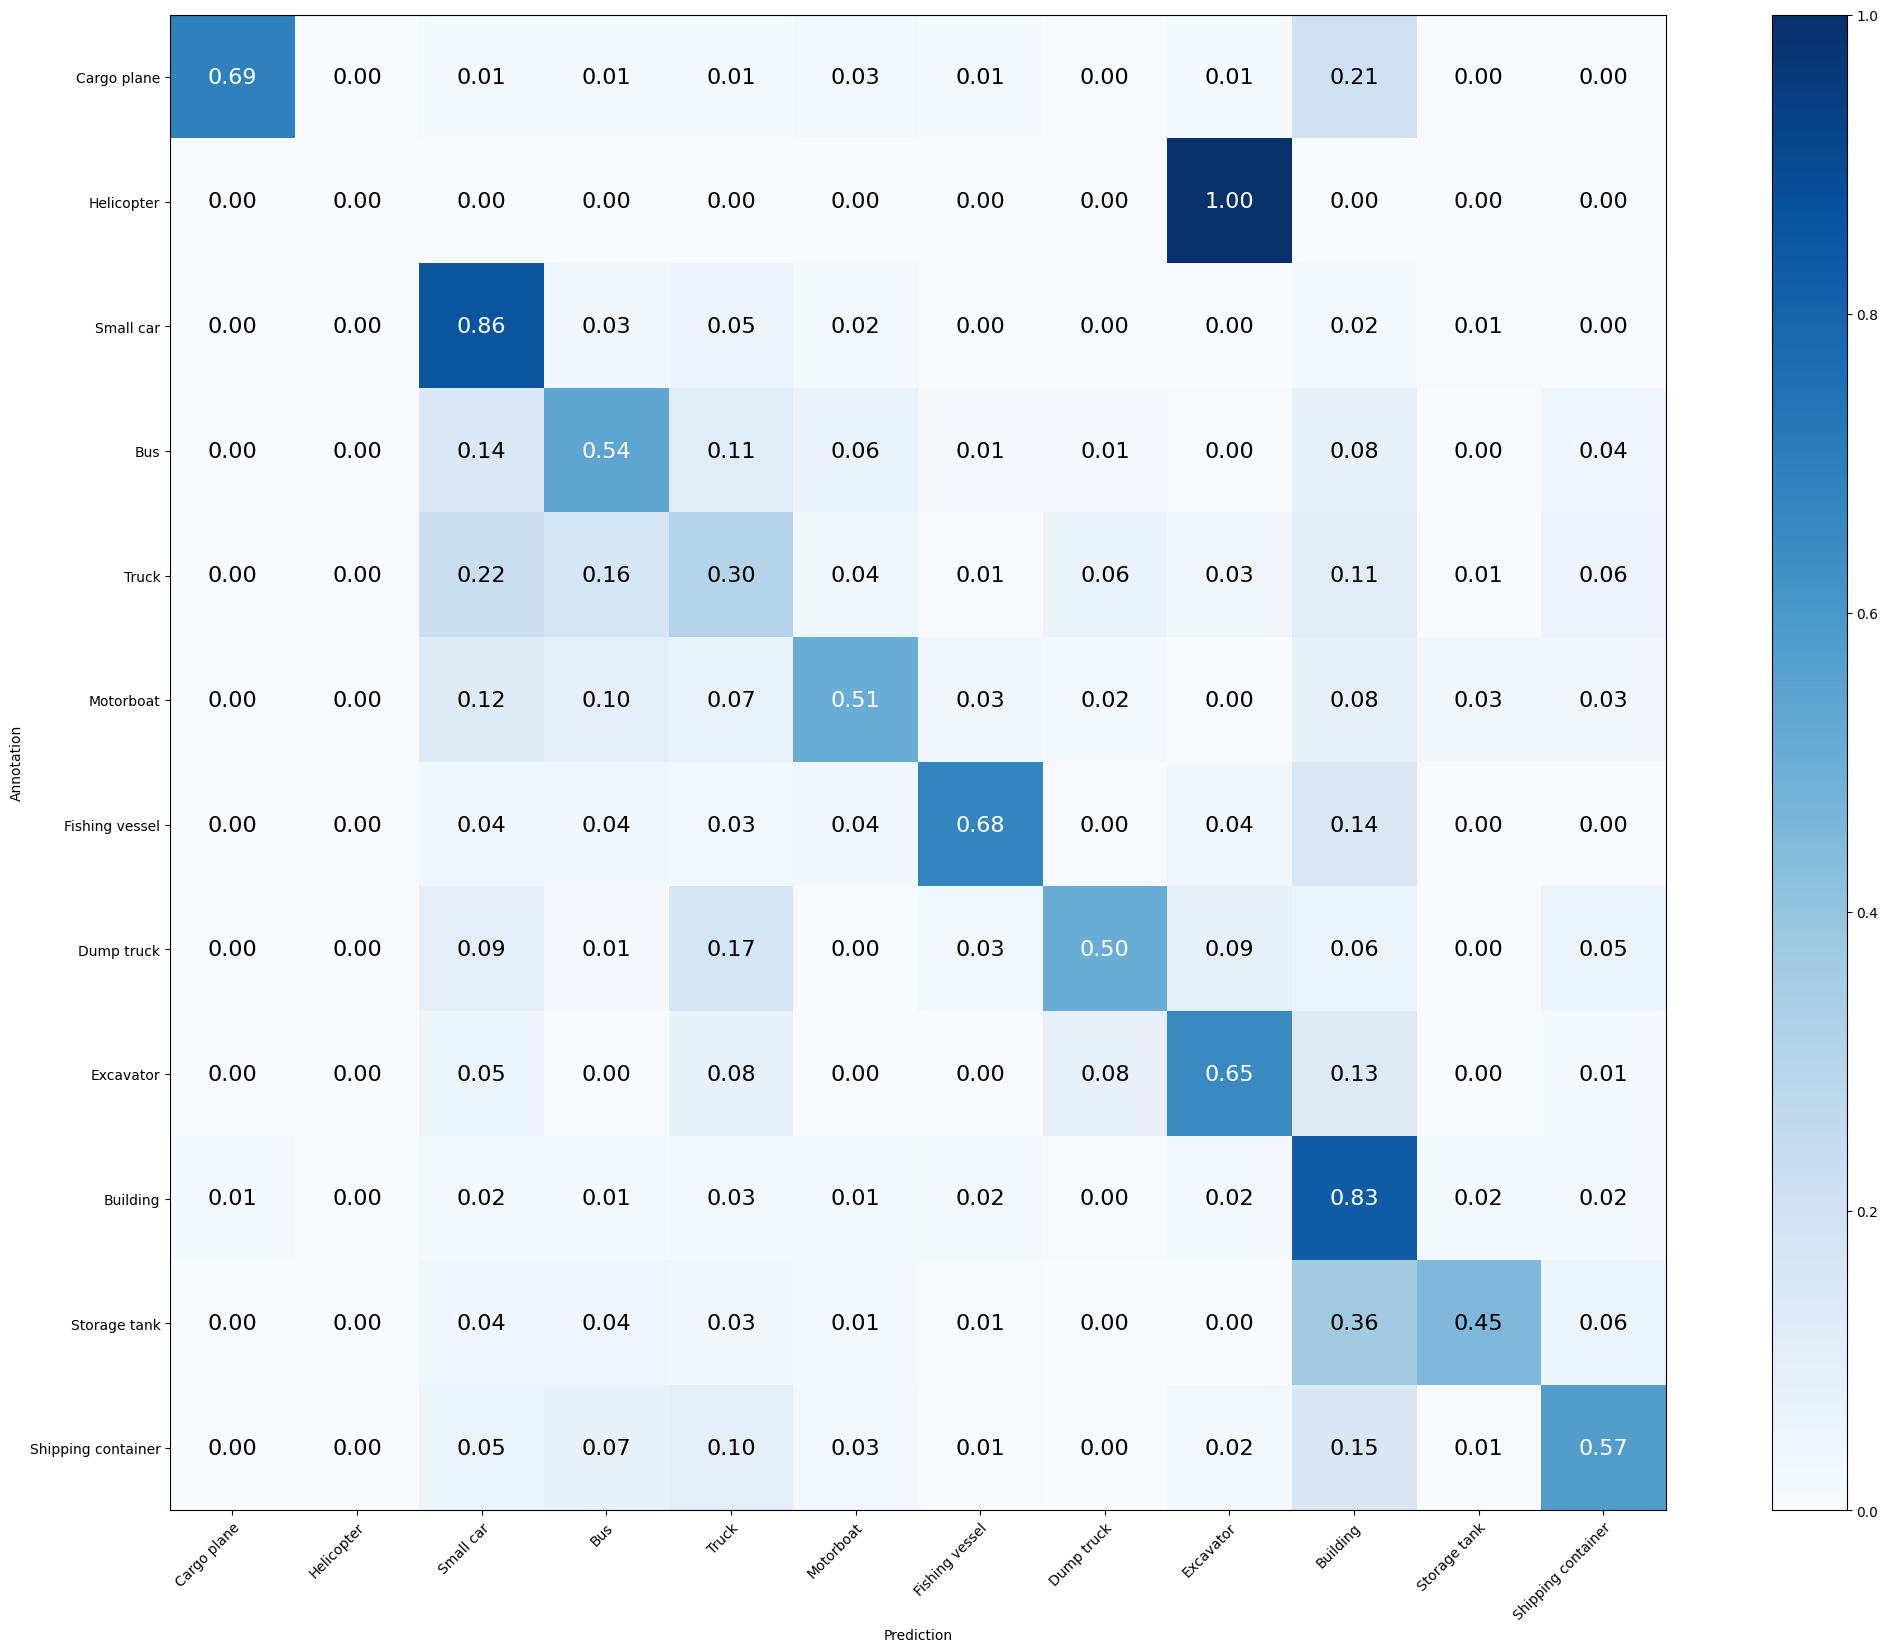 Cargo plane 0.69 0.00 0.01 0.01 0.01 0.03 0.01 0.00 0.01 0.21 0.00 0.00
Helicopter 0.00 0.00 0.00 0.00 0.00 0.00 0.00 0.00 1.00 0.00 0.00 0.00
Small car 0.00 0.00 0.86 0.03 0.05 0.02 0.00 0.00 0.00 0.02 0.01 0.00
Bus 0.00 0.00 0.14 0.54 0.11 0.06 0.01 0.01 0.00 0.08 0.00 0.04
Truck 0.00 0.00 0.22 0.16 0.30 0.04 0.01 0.06 0.03 0.11 0.01 0.06
Motorboat 0.00 0.00 0.12 0.10 0.07 0.51 0.03 0.02 0.00 0.08 0.03 0.03
Fishing vessel 0.00 0.00 0.04 0.04 0.03 0.04 0.68 0.00 0.04 0.14 0.00 0.00
Dump truck 0.00 0.00 0.09 0.01 0.17 0.00 0.03 0.50 0.09 0.06 0.00 0.05
Excavator 0.00 0.00 0.05 0.00 0.08 0.00 0.00 0.08 0.65 0.13 0.00 0.01
Building 0.01 0.00 0.02 0.01 0.03 0.01 0.02 0.00 0.02 0.83 0.02 0.02
Storage tank 0.00 0.00 0.04 0.04 0.03 0.01 0.01 0.00 0.00 0.36 0.45 0.06
Shipping container 0.00 0.00 0.05 0.07 0.10 0.03 0.01 0.00 0.02 0.15 0.01 0.57
Annotation
Cargo plane
Helicopter
Small car
Bus
Truck
Motorboat
Fishing vessel
Dump truck
Excavator
Building
Storage tank
Shipping container
Prediction
1.0
0.8
0.6
0.4
0.2
0.0